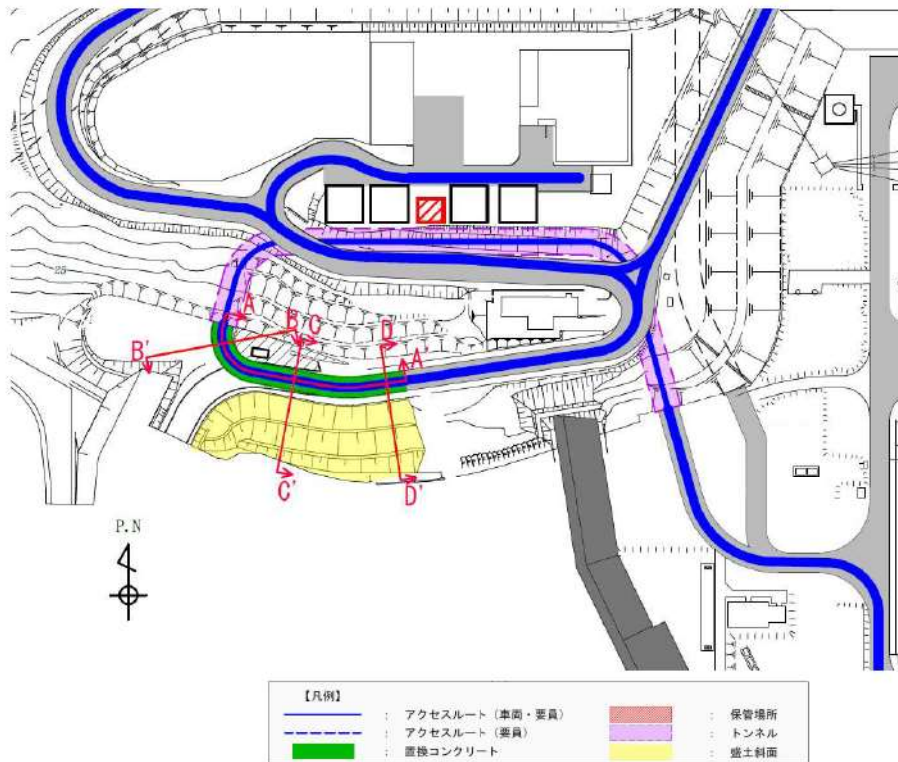 25
A
B C
D
B'
A'
C'
D'
P.N
【凡例】
: アクセスルート（車両・要員）
: 保管場所
: アクセスルート（要員）
: トンネル
: 置換コンクリート
: 盛土斜面